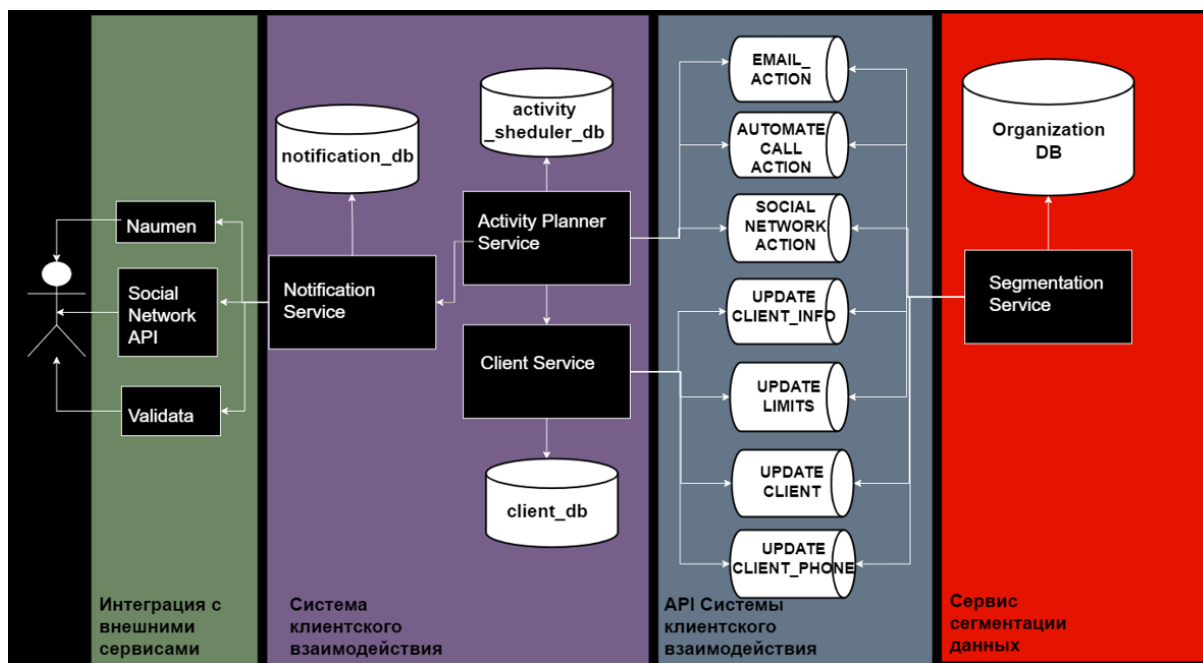 Naumen
Social
Network
API
Validata
Интеграция с
внешними
сервисами
notification_db
activity
_sheduler_db
Activity Planner
Service
Notification
Service
Client Service
client_db
Система
клиентского
взаимодействия
EMAIL_
ACTION
AUTOMATE
CALL
ACTION
SOCIAL
NETWORK
ACTION
UPDATE
CLIENT_INFO
UPDATE
LIMITS
UPDATE
CLIENT
UPDATE
CLIENT_PHONE
API Системы
клиентского
взаимодействия
Organization
DB
Segmentation
Service
Сервис
сегментации
данных